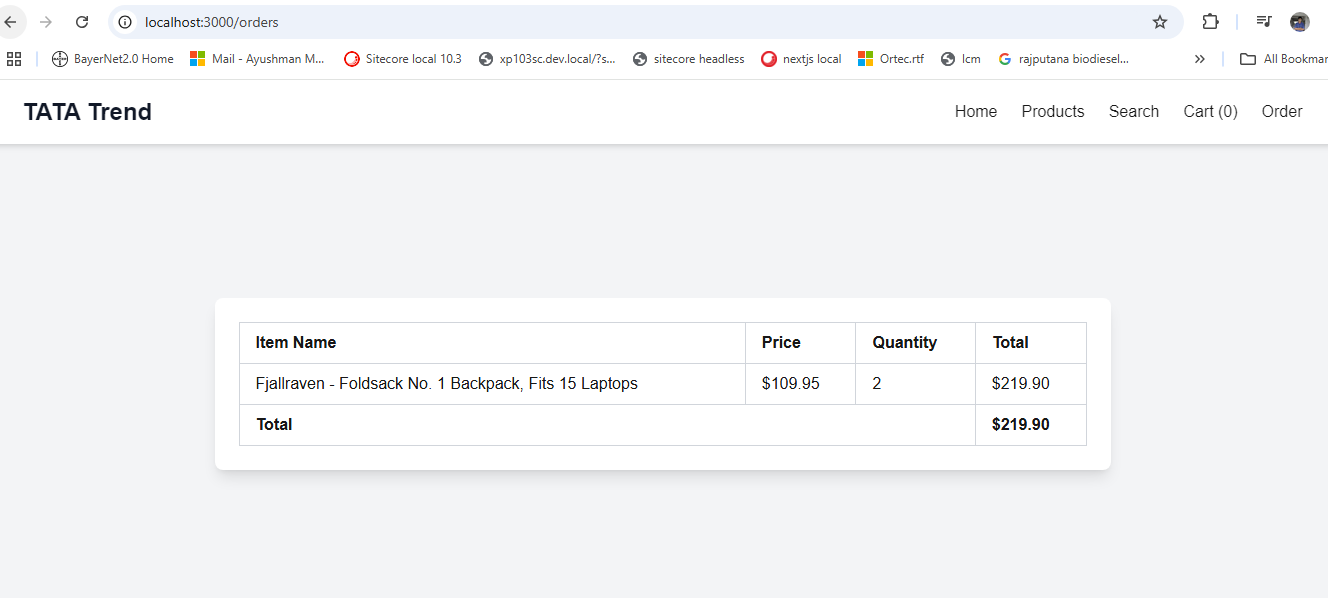 localhost:3000/orders
BayerNet2.0 Home Mail - Ayushman M... Sitecore local 10.3 xp103sc.dev.local/?s... sitecore headless nextjs local Ortec.rtf lcm rajputana biodiesel... » All Bookmar
TATA Trend Home Products Search Cart (0) Order
Item Name Price Quantity Total
Fjallraven - Foldsack No. 1 Backpack, Fits 15 Laptops $109.95 2 $219.90
Total $219.90